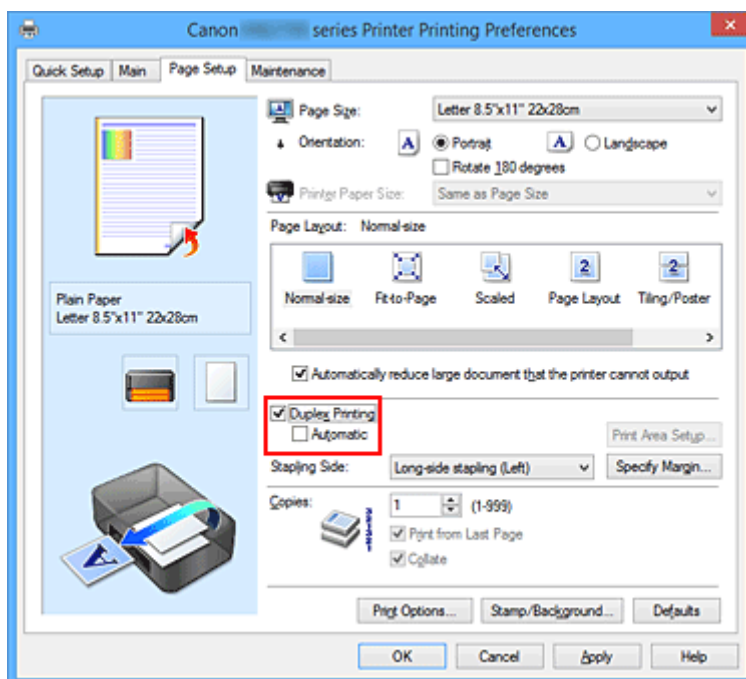 Canon series Printer Printing Preferences
Quick Setup Main Page Setup Maintenance
Page Size: Letter 8.5"x11" 22x28cm
Orientation: A Portrait A Landscape
Rotate 180 degrees
Printer Paper Size: Same as Page Size
Page Layout: Normal-size
2 2
Normal-size Fit-to-Page Scaled Page Layout Tiling/Poster
Plain Paper
Letter 8.5"x11" 22x28cm
Automatically reduce large document that the printer cannot output
Duplex Printing
Automatic
Print Area Setup...
Stapling Side: Long-side stapling (Left) Specify Margin...
Copies: 1 (1-999)
Print from Last Page
Collate
A
Print Options... Stamp/Background... Defaults
OK Cancel Apply Help